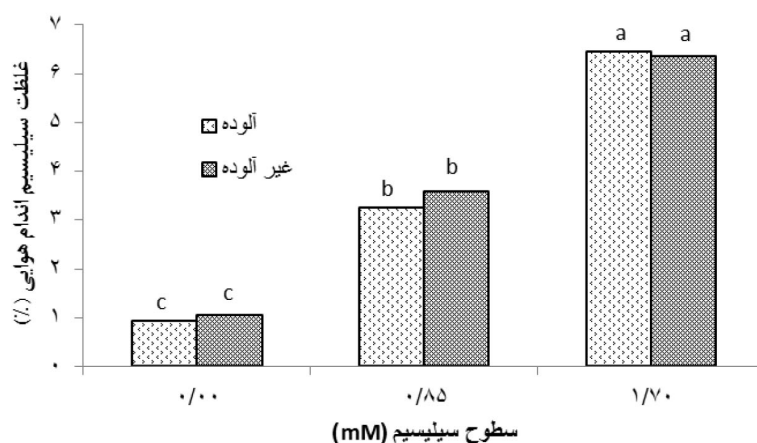 غلظت سیلیسیم اندام هوایی (٪)
۷
۶
۵
۴
۳
۲
۱
۰
آلوده
غیر آلوده
c c
b b
a a
۰/۰۰ ۰/۸۵ ۱/۷۰
سطوح سیلیسیم (mM)